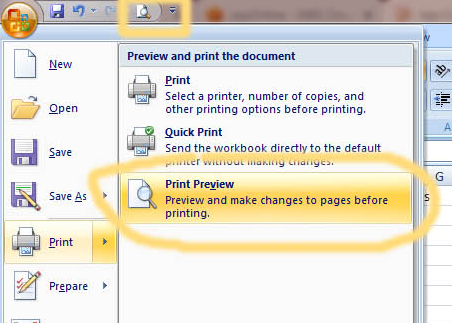 Preview and print the document
New
Print
Select a printer, number of copies, and
other printing options before printing.
Open
Quick Print
Send the workbook directly to the default
printer without making changes.
Save
Print Preview
Preview and make changes to pages before
printing.
Save As
Print
Prepare
A
G